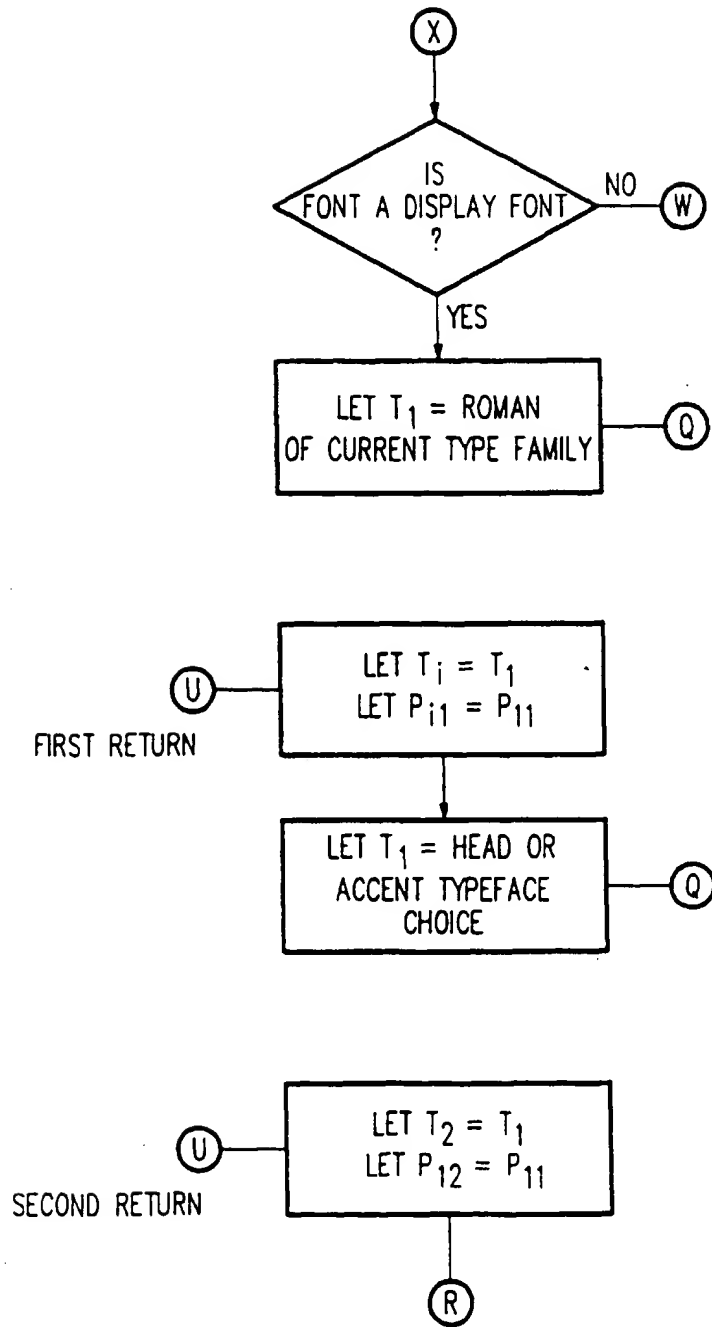 X
IS
FONT A DISPLAY FONT
?
NO
W
YES
LET T₁ = ROMAN
OF CURRENT TYPE FAMILY
Q
U
FIRST RETURN
LET Tᵢ = T₁
LET Pᵢ₁ = P₁₁
LET T₁ = HEAD OR
ACCENT TYPEFACE
CHOICE
Q
U
SECOND RETURN
LET T₂ = T₁
LET P₁₂ = P₁₁
R